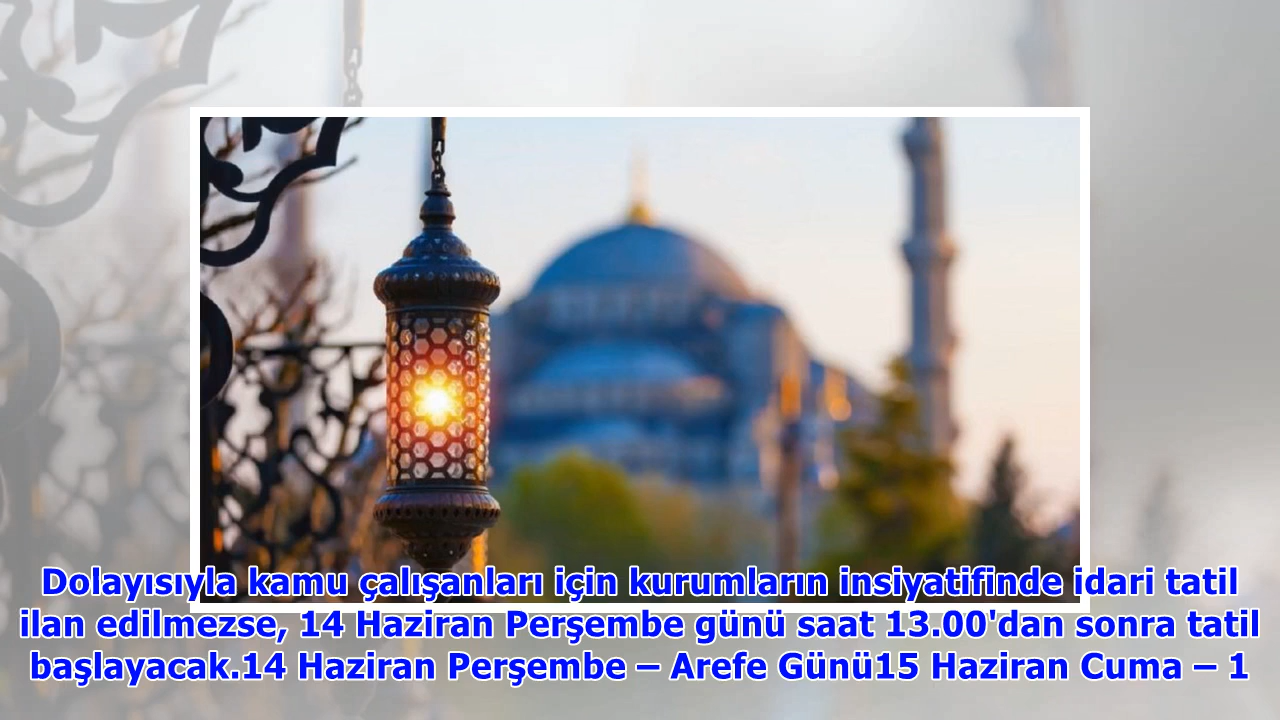 Dolayısıyla kamu çalışanları için kurumların insiyatifinde idari tatil
ilan edilmezse, 14 Haziran Perşembe günü saat 13.00'dan sonra tatil
başlayacak.14 Haziran Perşembe – Arefe Günü15 Haziran Cuma – 1